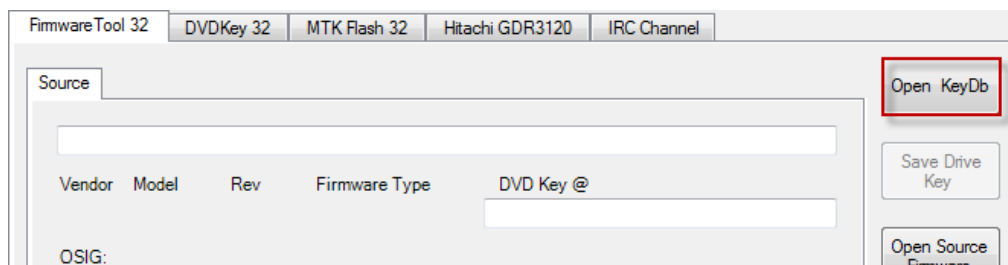 FirmwareTool 32 DVDKey 32 MTK Flash 32 Hitachi GDR3120 IRC Channel
Source
Open KeyDb
Save Drive
Key
Vendor Model Rev Firmware Type DVD Key @
OSIG:
Open Source
Firmware